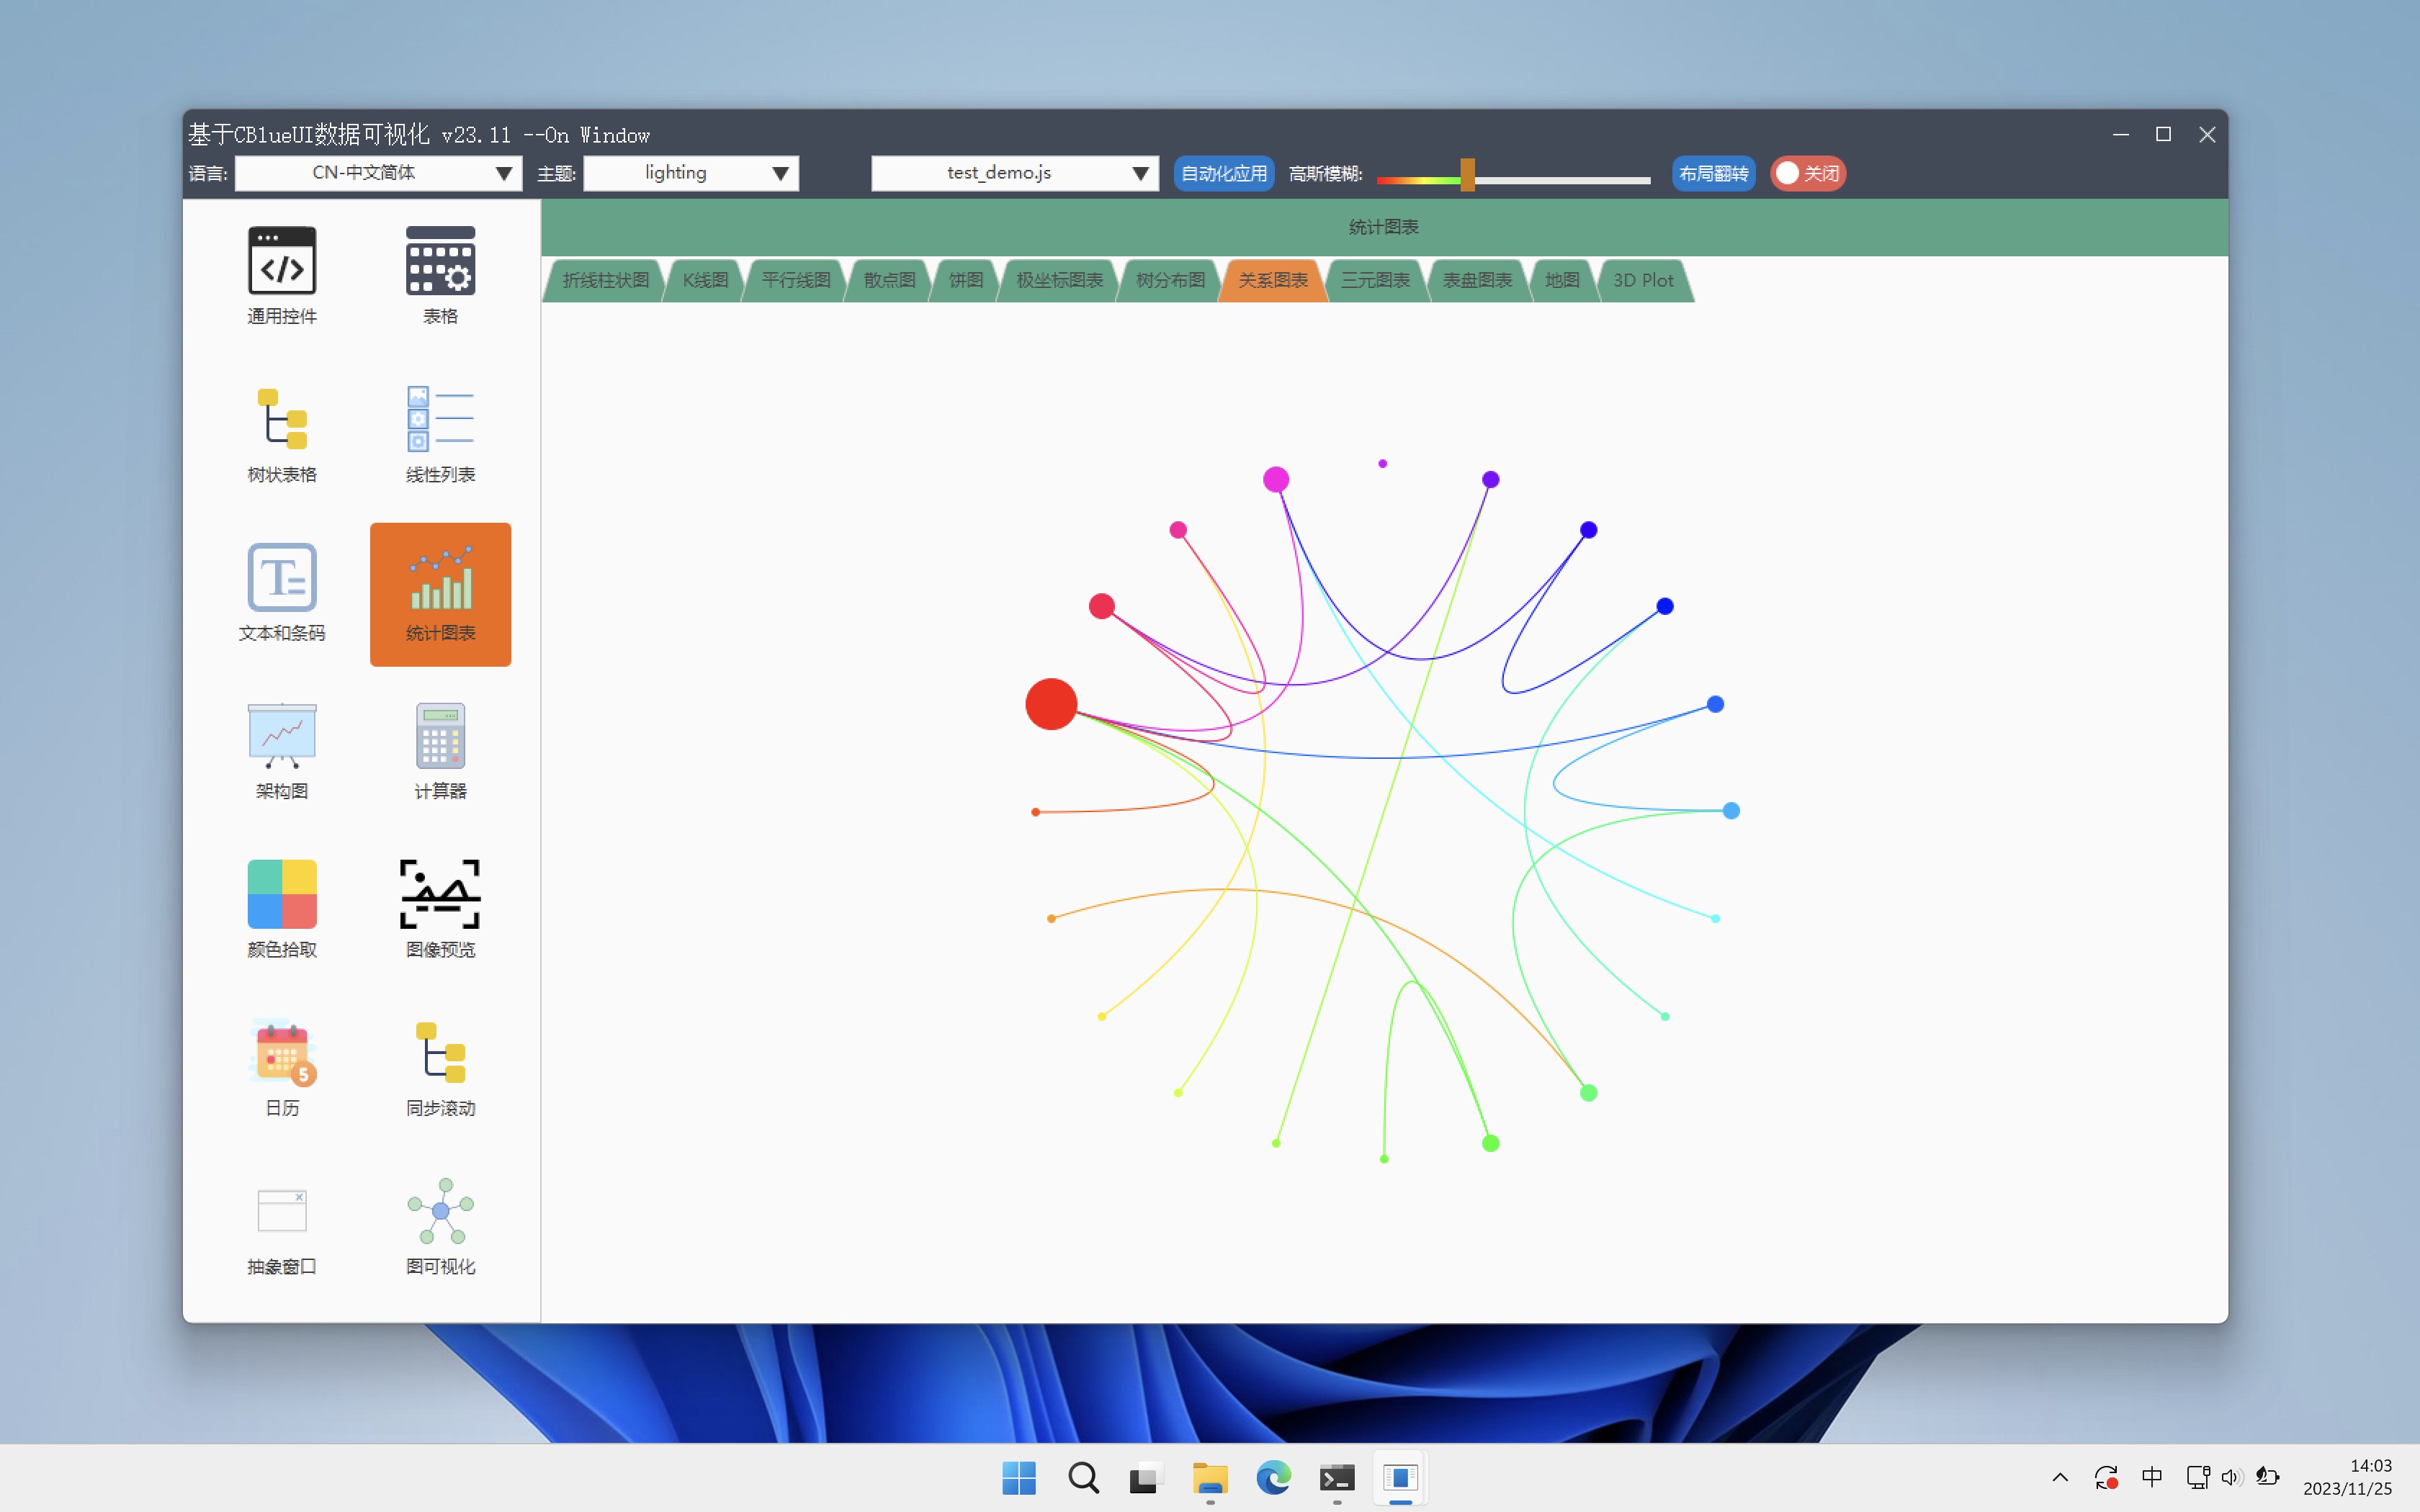 基于CBlueUI数据可视化 v23.11 --On Window
语言: CN-中文简体 主题: lighting test_demo.js 自动化应用 高斯模糊: 布局翻转 关闭
统计图表
折线柱状图 K线图 平行线图 散点图 饼图 极坐标图表 树分布图 关系图表 三元图表 表盘图表 地图 3D Plot
通用控件 表格
树状表格 线性列表
文本和条码 统计图表
架构图 计算器
颜色拾取 图像预览
5
日历 同步滚动
抽象窗口 图可视化
中
14:03
2023/11/25